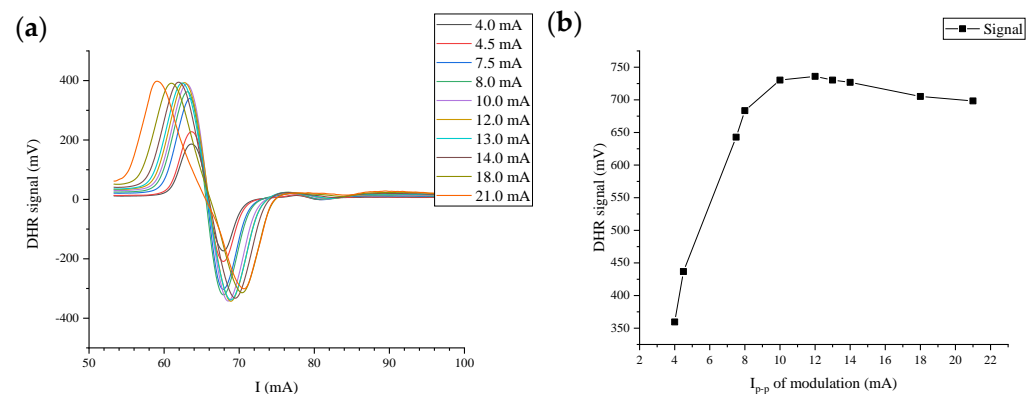 (a)
4.0 mA
4.5 mA
7.5 mA
8.0 mA
10.0 mA
12.0 mA
13.0 mA
14.0 mA
18.0 mA
21.0 mA
400
200
0
-200
-400
DHR signal (mV)
50 60 70 80 90 100
I (mA)
(b)
Signal
750
700
650
600
550
500
450
400
350
DHR signal (mV)
4 6 8 10 12 14 16 18 20 22
I p-p of modulation (mA)